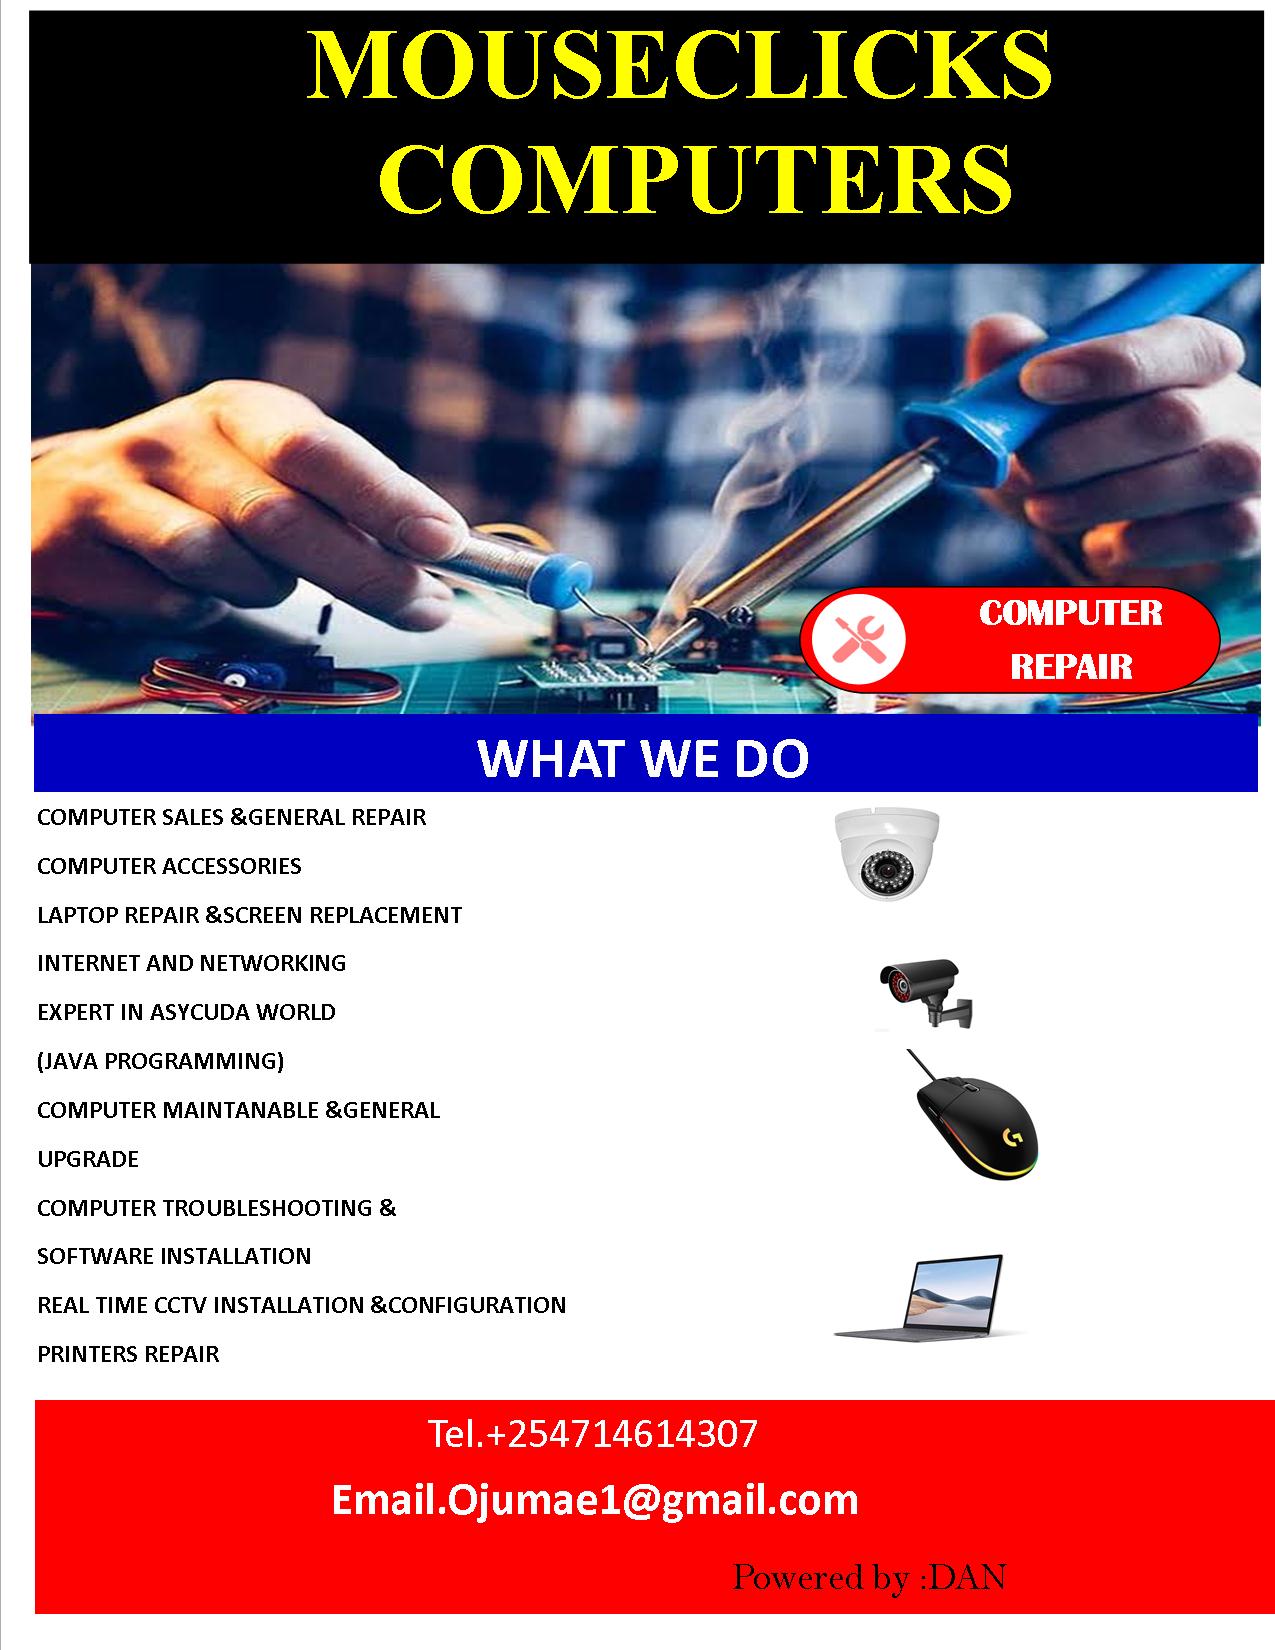 MOUSECLICKS
COMPUTERS
COMPUTER
REPAIR
WHAT WE DO
COMPUTER SALES &GENERAL REPAIR
COMPUTER ACCESSORIES
LAPTOP REPAIR &SCREEN REPLACEMENT
INTERNET AND NETWORKING
EXPERT IN ASYCUDA WORLD
(JAVA PROGRAMMING)
COMPUTER MAINTANABLE &GENERAL
UPGRADE
COMPUTER TROUBLESHOOTING &
SOFTWARE INSTALLATION
REAL TIME CCTV INSTALLATION &CONFIGURATION
PRINTERS REPAIR
Tel.+254714614307
Email.Ojumae1@gmail.com
Powered by :DAN